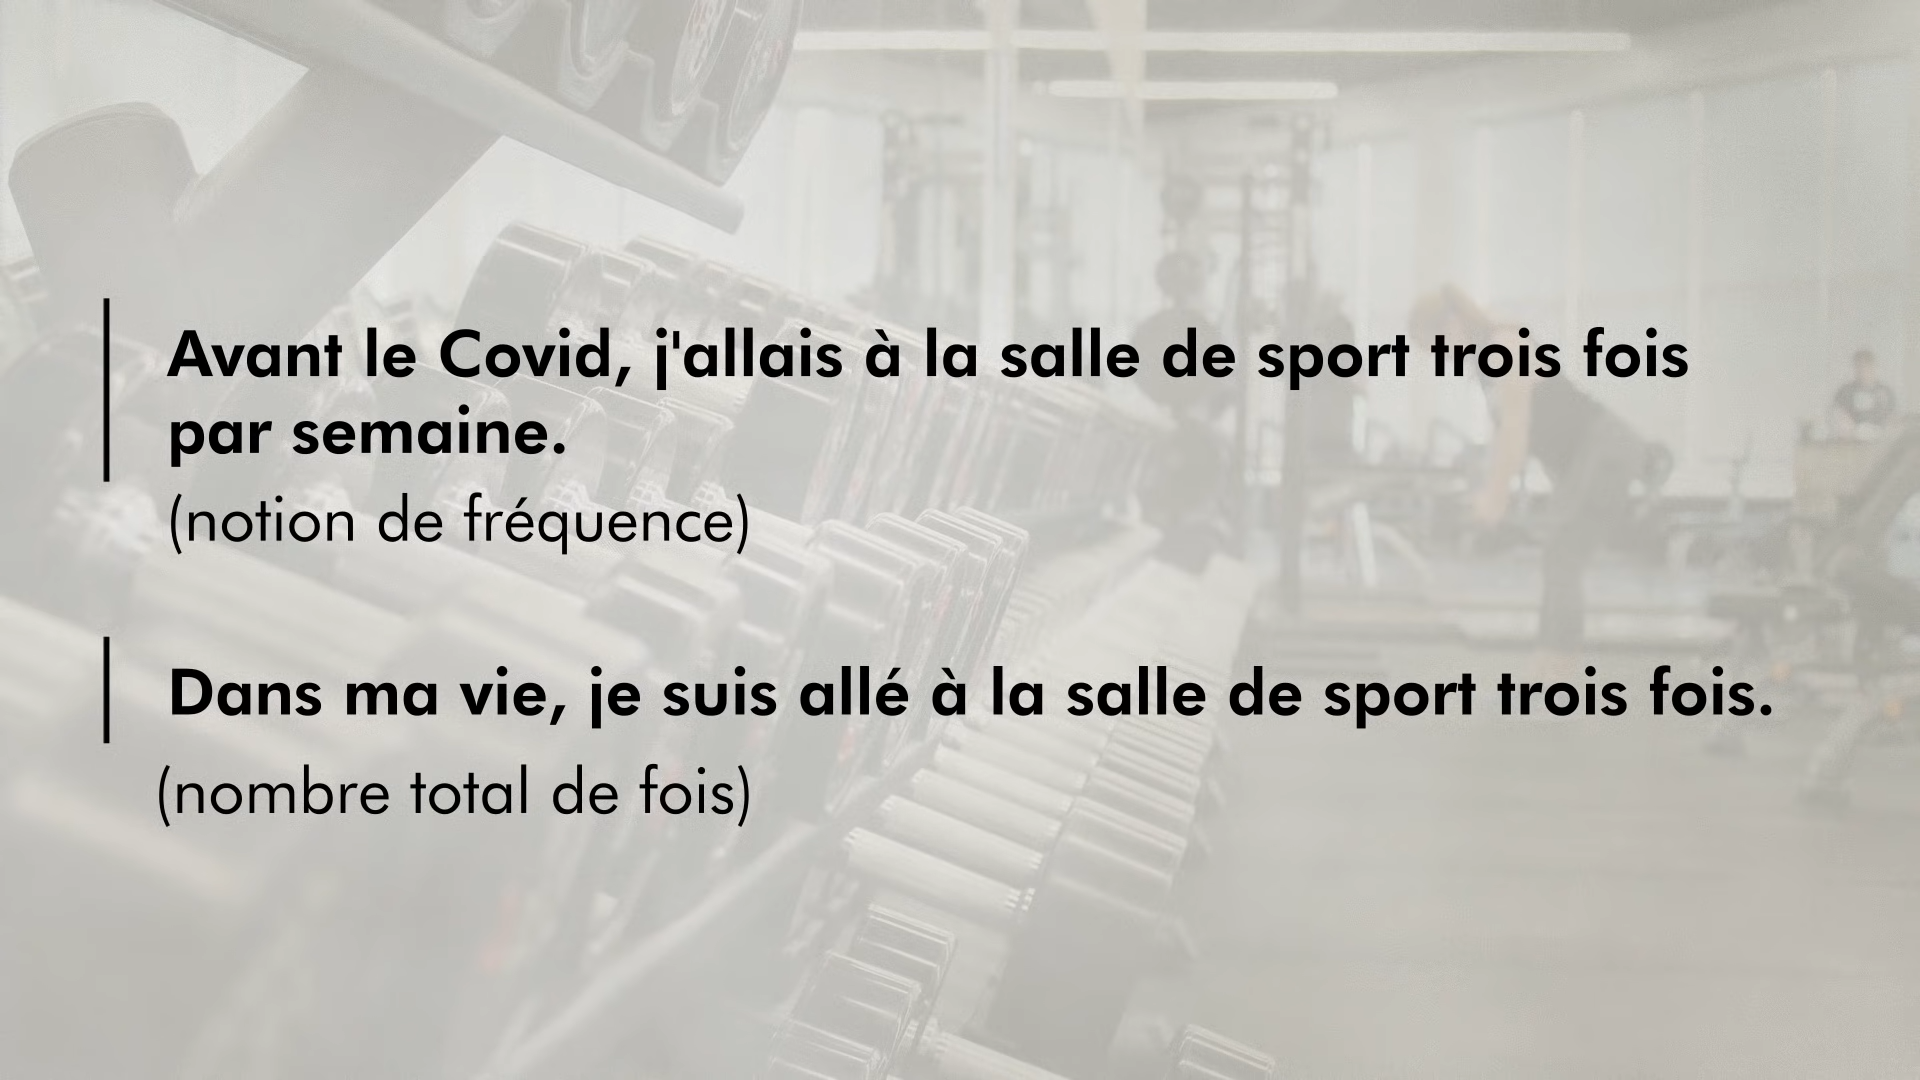 Avant le Covid, j'allais à la salle de sport trois fois
par semaine.
(notion de fréquence)
Dans ma vie, je suis allé à la salle de sport trois fois.
(nombre total de fois)